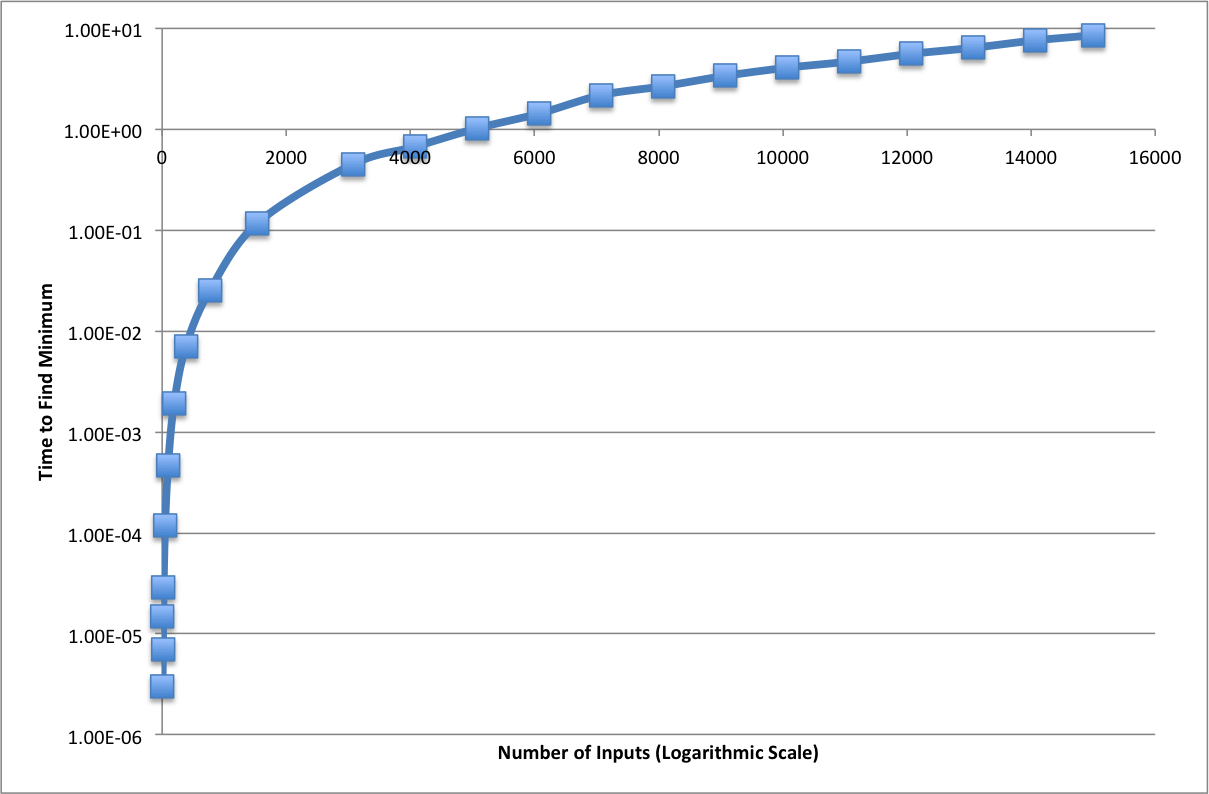 1.00E+01
1.00E+00
0 2000 4000 6000 8000 10000 12000 14000 16000
1.00E-01
1.00E-02
1.00E-03
1.00E-04
1.00E-05
1.00E-06
Time to Find Minimum
Number of Inputs (Logarithmic Scale)